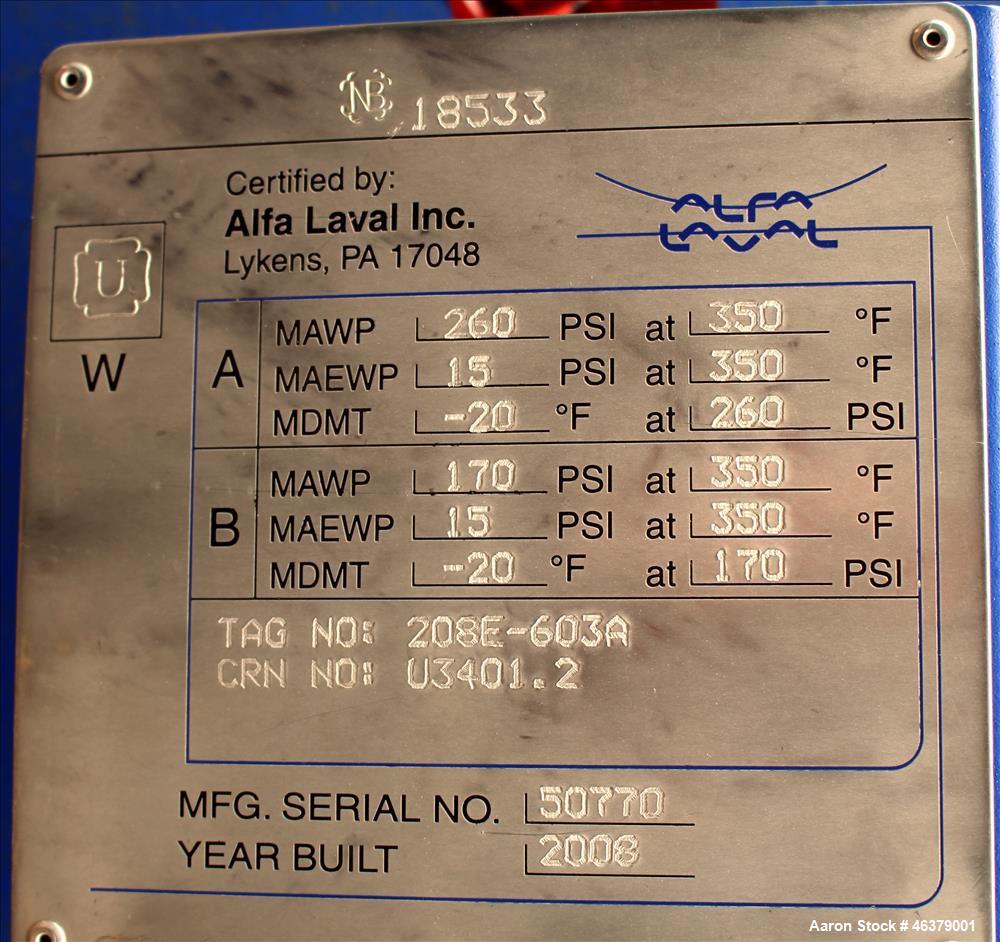 NB 18533
Certified by:
Alfa Laval Inc.
Lykens, PA 17048
ALFA
LAVAL
U
W
A
MAWP 260 PSI at 350 °F
MAEWP 15 PSI at 350 °F
MDMT -20 °F at 260 PSI
B
MAWP 170 PSI at 350 °F
MAEWP 15 PSI at 350 °F
MDMT -20 °F at 170 PSI
TAG NO: 208E-603A
CRN NO: U3401.2
MFG. SERIAL NO. 50770
YEAR BUILT 2008
Aaron Stock # 46379001